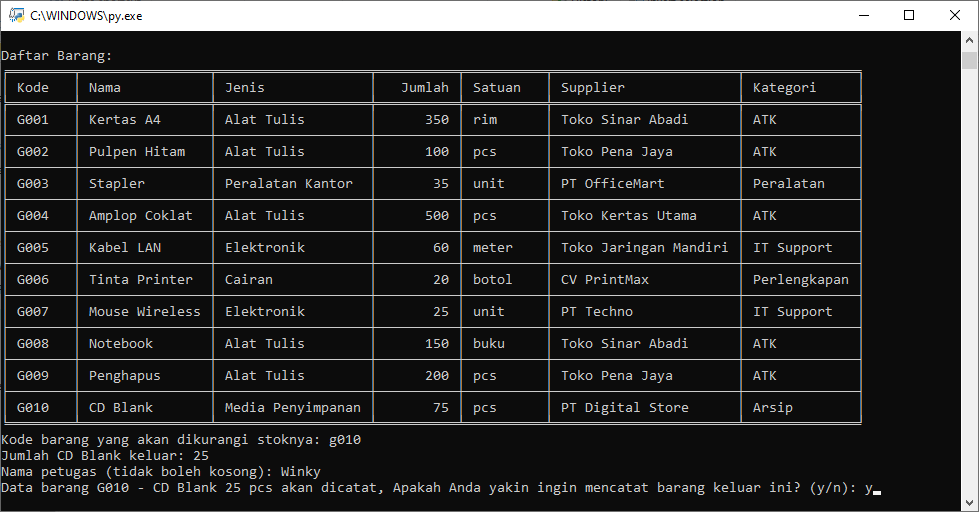 C:\WINDOWS\py.exe
Daftar Barang:
Kode Nama Jenis Jumlah Satuan Supplier Kategori
G001 Kertas A4 Alat Tulis 350 rim Toko Sinar Abadi ATK
G002 Pulpen Hitam Alat Tulis 100 pcs Toko Pena Jaya ATK
G003 Stapler Peralatan Kantor 35 unit PT OfficeMart Peralatan
G004 Amplop Coklat Alat Tulis 500 pcs Toko Kertas Utama ATK
G005 Kabel LAN Elektronik 60 meter Toko Jaringan Mandiri IT Support
G006 Tinta Printer Cairan 20 botol CV PrintMax Perlengkapan
G007 Mouse Wireless Elektronik 25 unit PT Techno IT Support
G008 Notebook Alat Tulis 150 buku Toko Sinar Abadi ATK
G009 Penghapus Alat Tulis 200 pcs Toko Pena Jaya ATK
G010 CD Blank Media Penyimpanan 75 pcs PT Digital Store Arsip
Kode barang yang akan dikurangi stoknya: g010
Jumlah CD Blank keluar: 25
Nama petugas (tidak boleh kosong): Winky
Data barang G010 - CD Blank 25 pcs akan dicatat, Apakah Anda yakin ingin mencatat barang keluar ini? (y/n): y